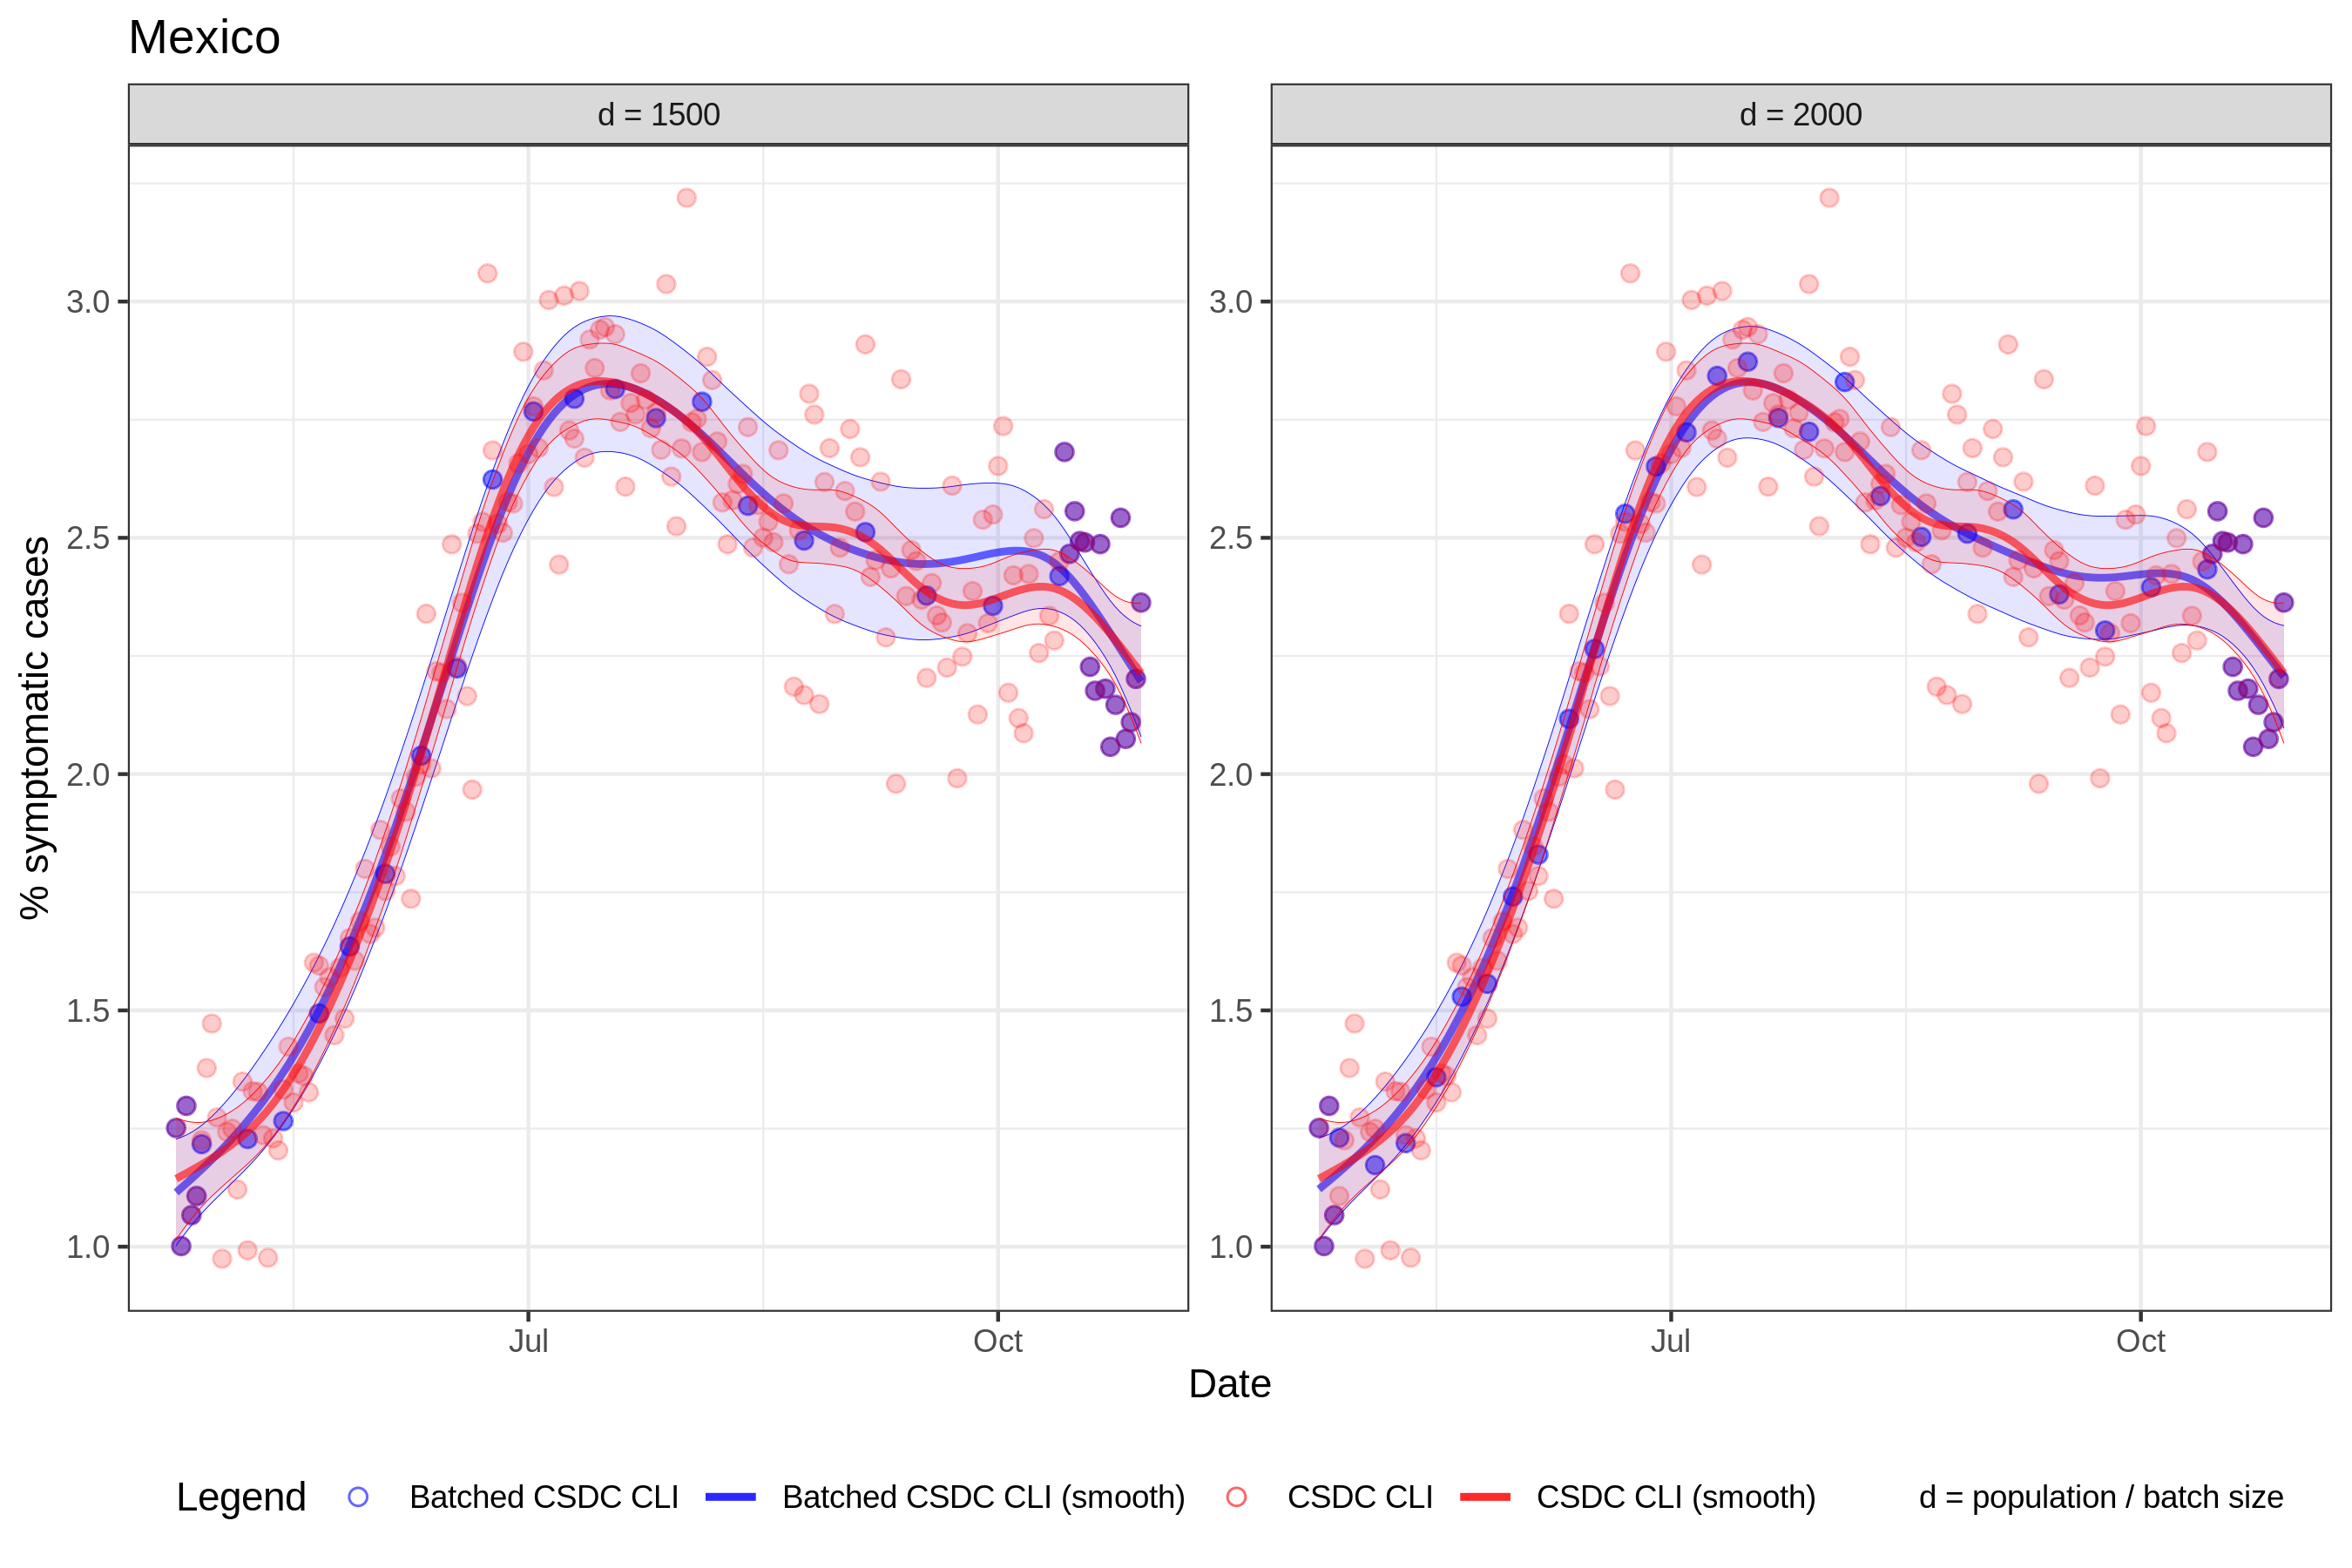 Mexico
d = 1500
d = 2000
% symptomatic cases
3.0
2.5
2.0
1.5
1.0
3.0
2.5
2.0
1.5
1.0
Jul
Oct
Jul
Oct
Date
Legend
Batched CSDC CLI
Batched CSDC CLI (smooth)
CSDC CLI
CSDC CLI (smooth)
d = population / batch size